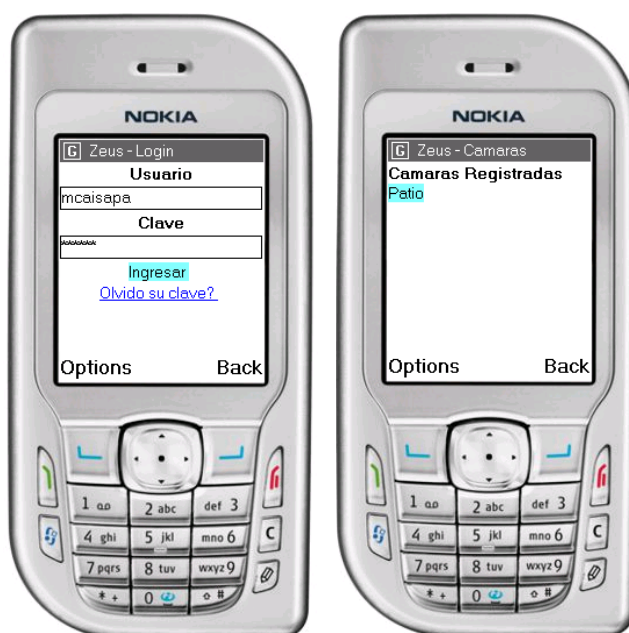 NOKIA
G Zeus - Login
Usuario
mcaisapa
Clave
******
Ingresar
Olvido su clave?
Options Back
1 ao
2 abc
def 3
4 ghi
5 jkl
mno 6
C
7 pqrs
8 tuv
wxyz 9
* +
0
#
NOKIA
G Zeus - Camaras
Camaras Registradas
Patio
Options Back
1 ao
2 abc
def 3
4 ghi
5 jkl
mno 6
C
7 pqrs
8 tuv
wxyz 9
* +
0
#